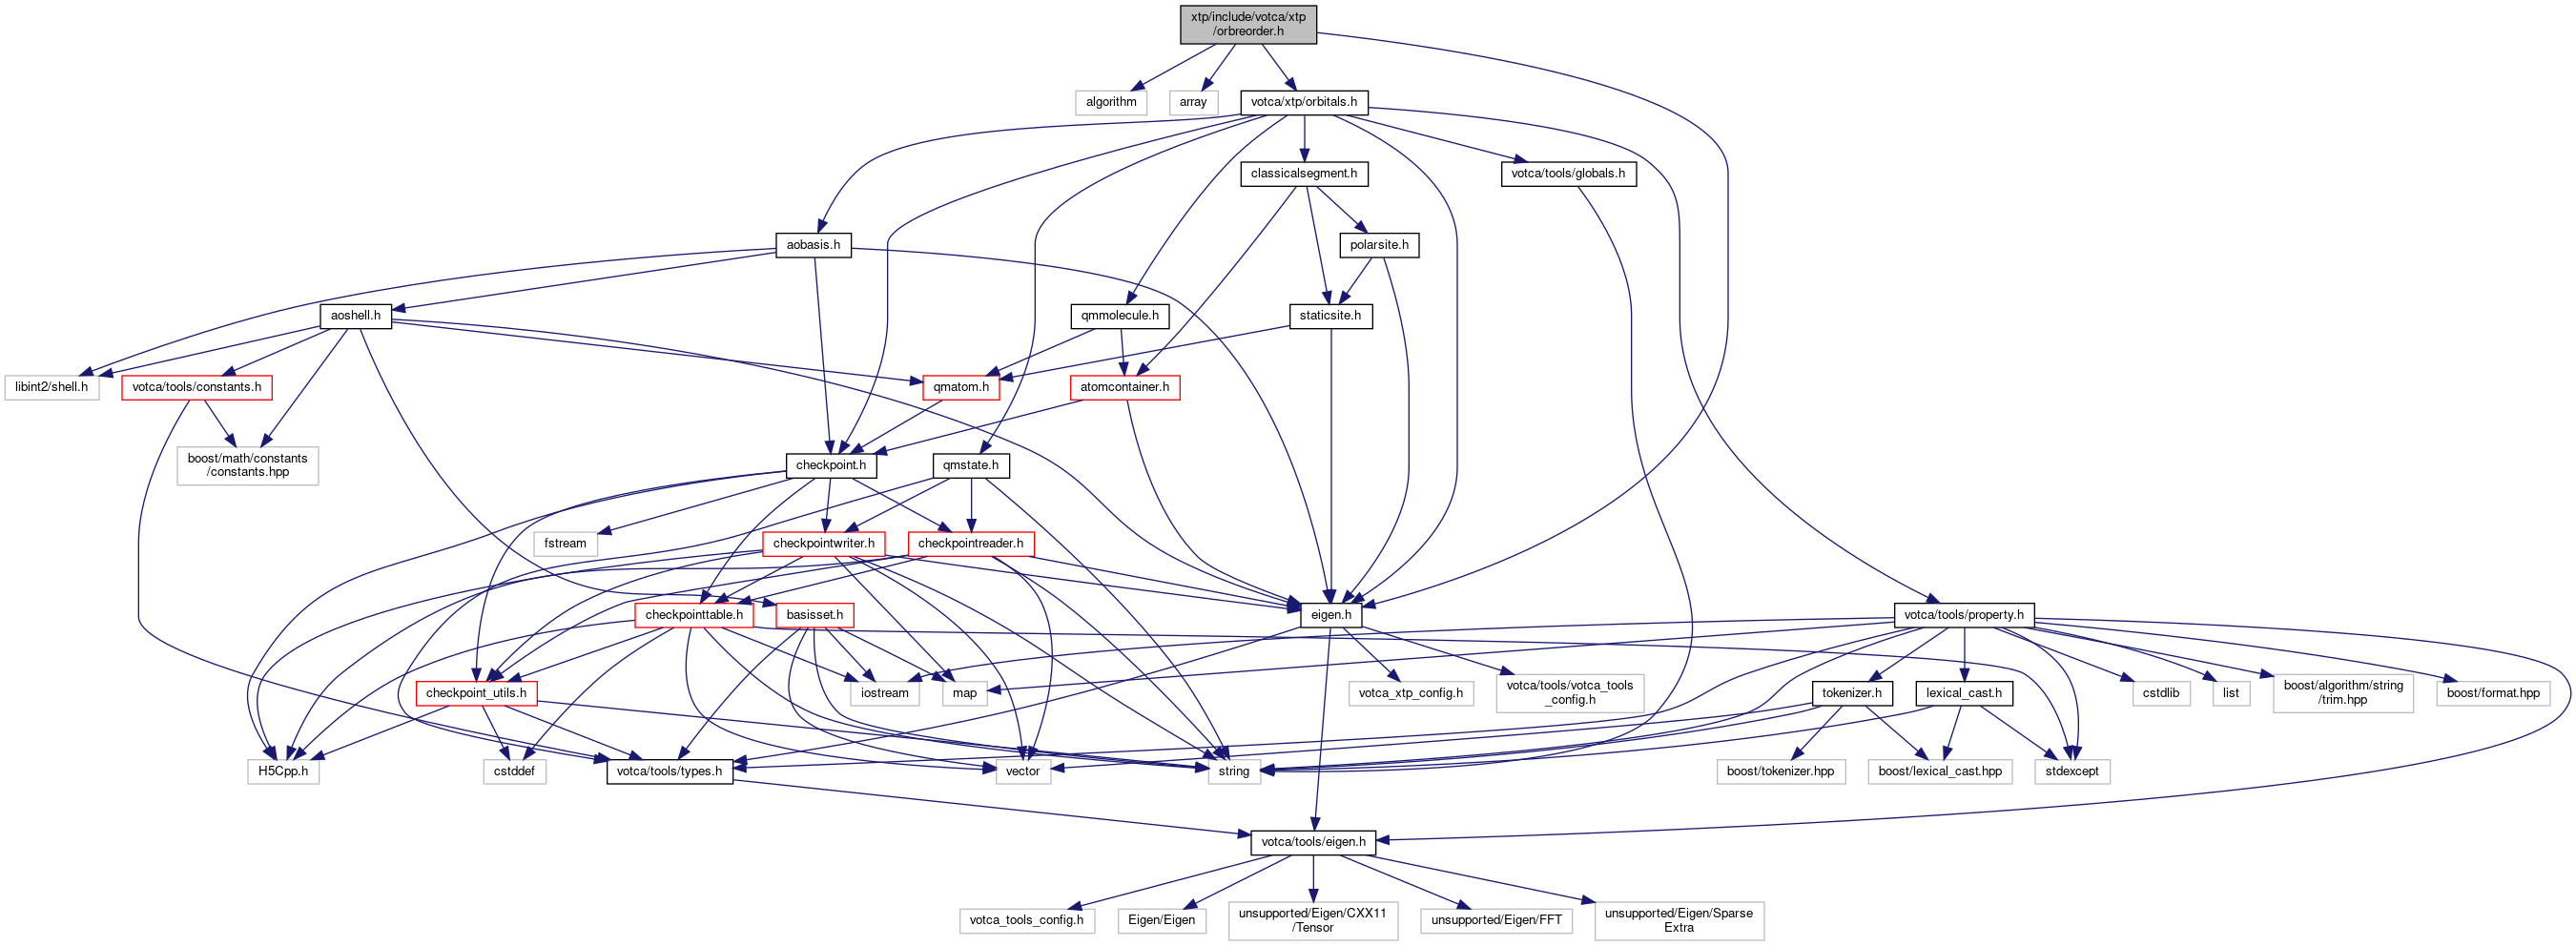 xtp/include/votca/xtp
/orbreorder.h
algorithm
array
votca/xtp/orbitals.h
classicalsegment.h
votca/tools/globals.h
aobasis.h
polarsite.h
aoshell.h
qmmolecule.h
staticsite.h
libint2/shell.h
votca/tools/constants.h
qmatom.h
atomcontainer.h
boost/math/constants
/constants.hpp
checkpoint.h
qmstate.h
fstream
checkpointwriter.h
checkpointreader.h
checkpointtable.h
basisset.h
eigen.h
votca/tools/property.h
checkpoint_utils.h
iostream
map
votca_xtp_config.h
votca/tools/votca_tools
_config.h
tokenizer.h
lexical_cast.h
cstdlib
list
boost/algorithm/string
/trim.hpp
boost/format.hpp
H5Cpp.h
cstddef
votca/tools/types.h
vector
string
boost/tokenizer.hpp
boost/lexical_cast.hpp
stdexcept
votca/tools/eigen.h
votca_tools_config.h
Eigen/Eigen
unsupported/Eigen/CXX11
/Tensor
unsupported/Eigen/FFT
unsupported/Eigen/Sparse
Extra